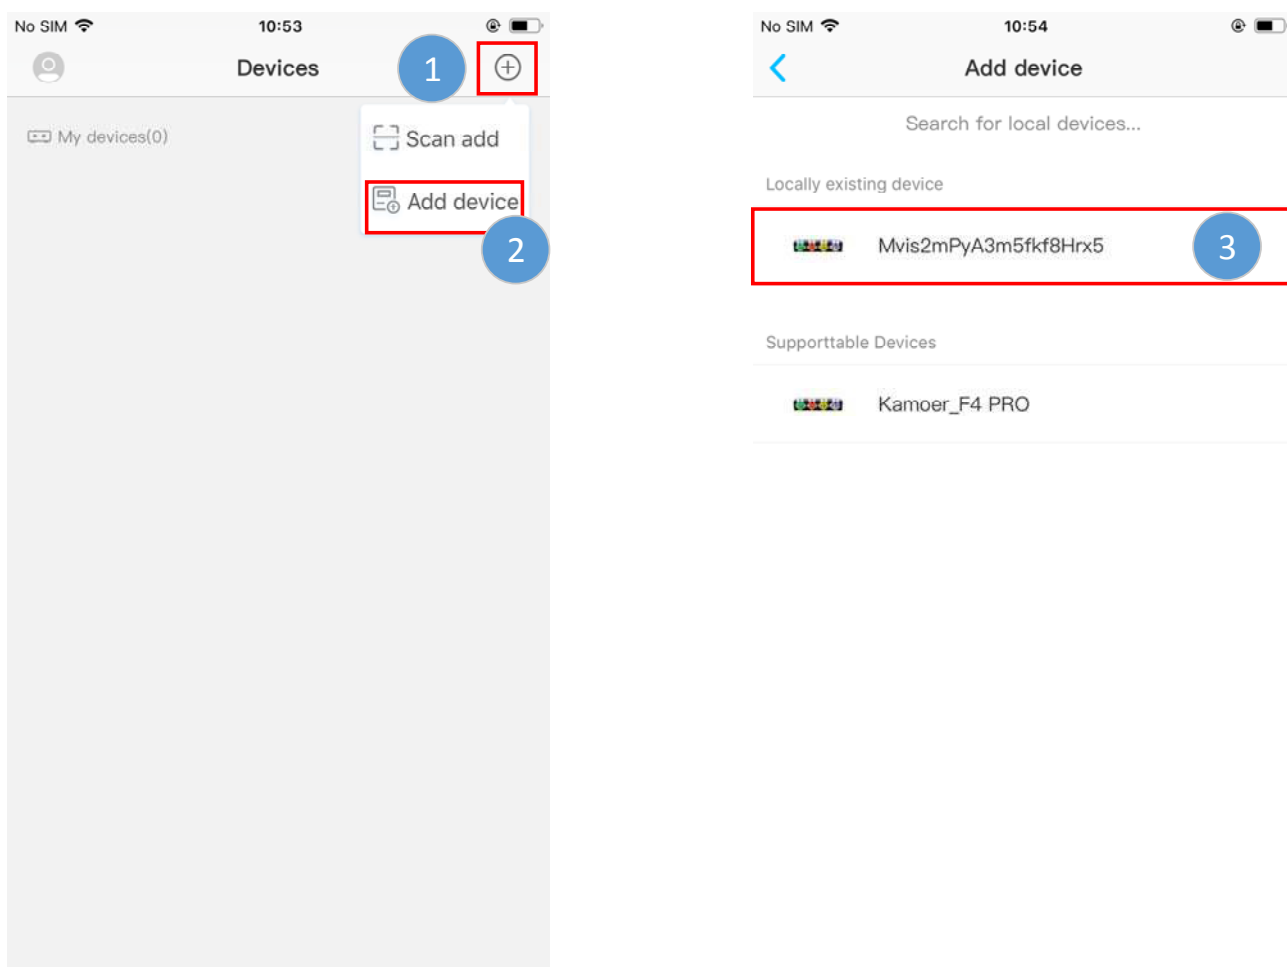 No SIM 10:53
Devices
1
My devices(0)
Scan add
Add device
2
No SIM 10:54
Add device
Search for local devices...
Locally existing device
Mvis2mPyA3m5fkf8Hrx5
3
Supporttable Devices
Kamoer_F4 PRO